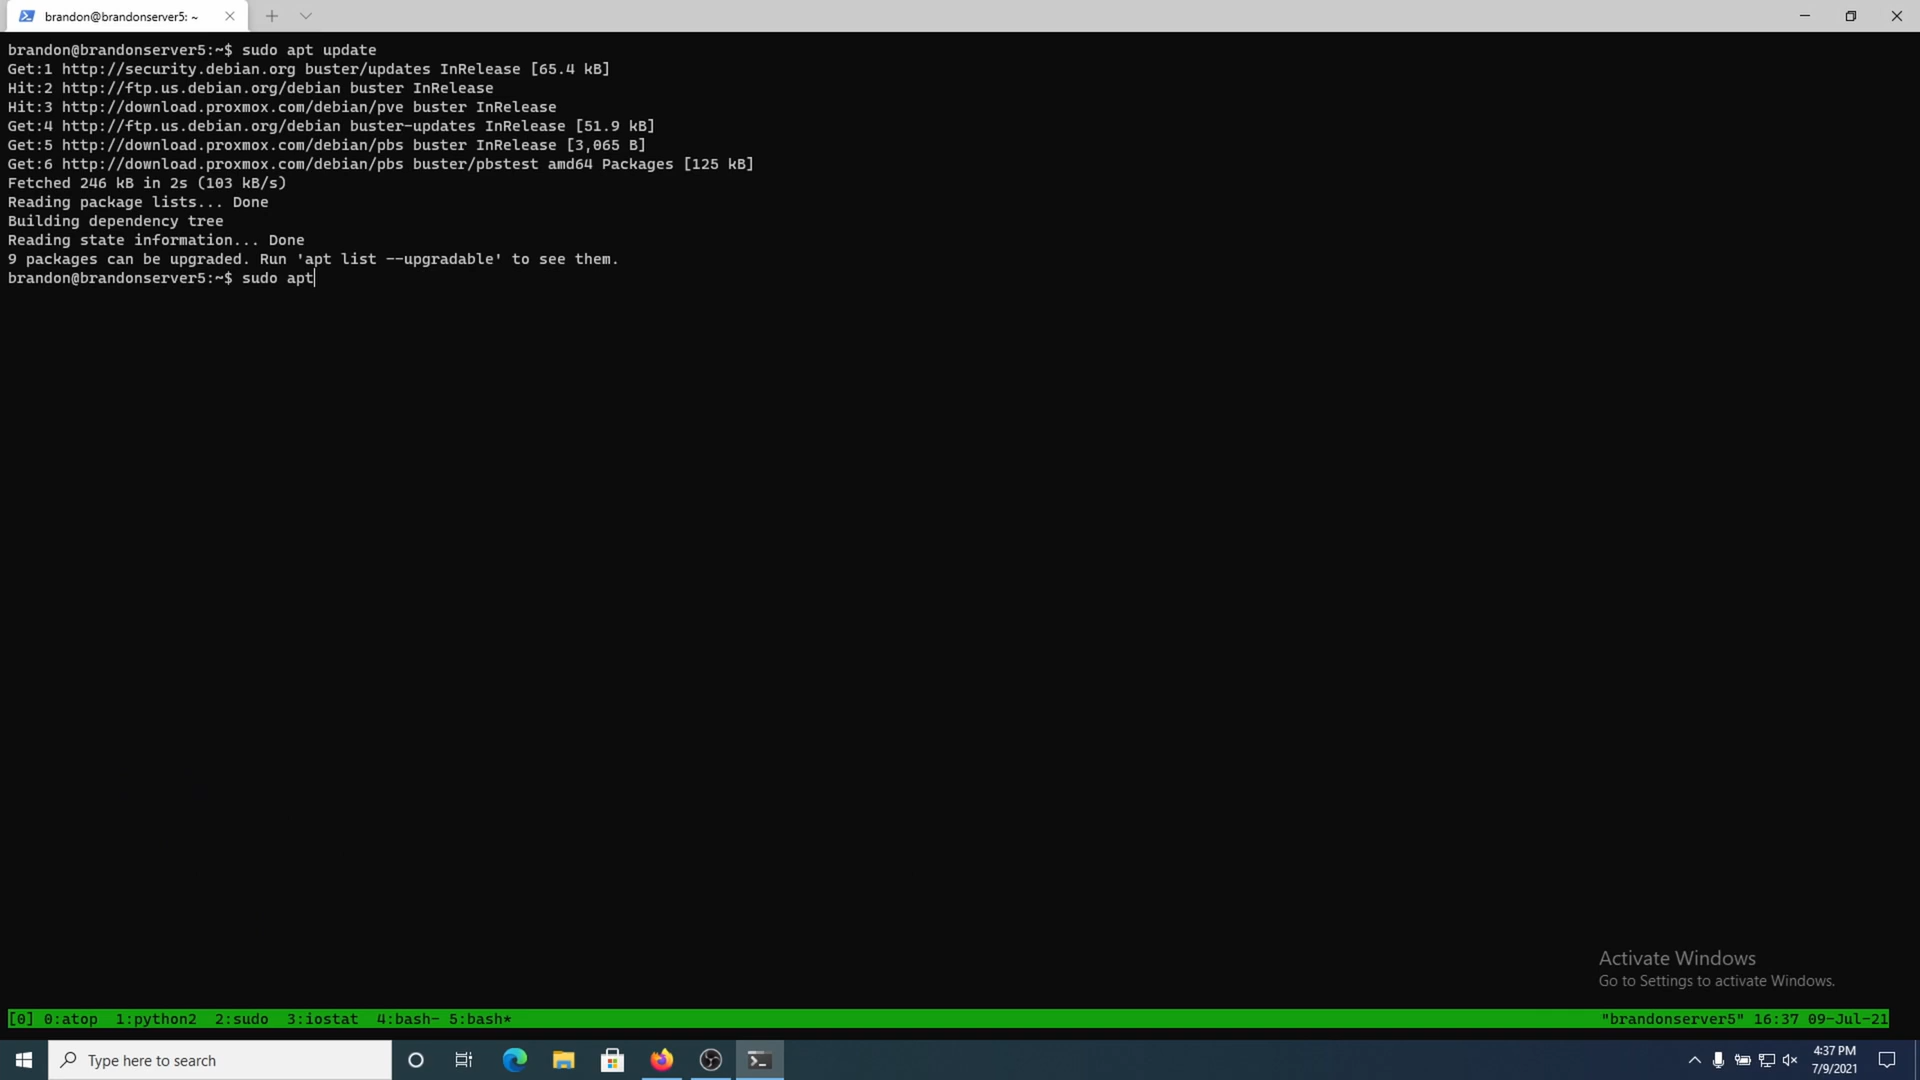 brandon@brandonserver5: ~
brandon@brandonserver5:~$ sudo apt update
Get:1 http://security.debian.org buster/updates InRelease [65.4 kB]
Hit:2 http://ftp.us.debian.org/debian buster InRelease
Hit:3 http://download.proxmox.com/debian/pve buster InRelease
Get:4 http://ftp.us.debian.org/debian buster-updates InRelease [51.9 kB]
Get:5 http://download.proxmox.com/debian/pbs buster InRelease [3,065 B]
Get:6 http://download.proxmox.com/debian/pbs buster/pbstest amd64 Packages [125 kB]
Fetched 246 kB in 2s (103 kB/s)
Reading package lists... Done
Building dependency tree
Reading state information... Done
9 packages can be upgraded. Run 'apt list --upgradable' to see them.
brandon@brandonserver5:~$ sudo apt
Activate Windows
Go to Settings to activate Windows.
[0] 0:atop  1:python2  2:sudo  3:iostat  4:bash- 5:bash* "brandonserver5" 16:37 09-Jul-21
Type here to search
4:37 PM
7/9/2021